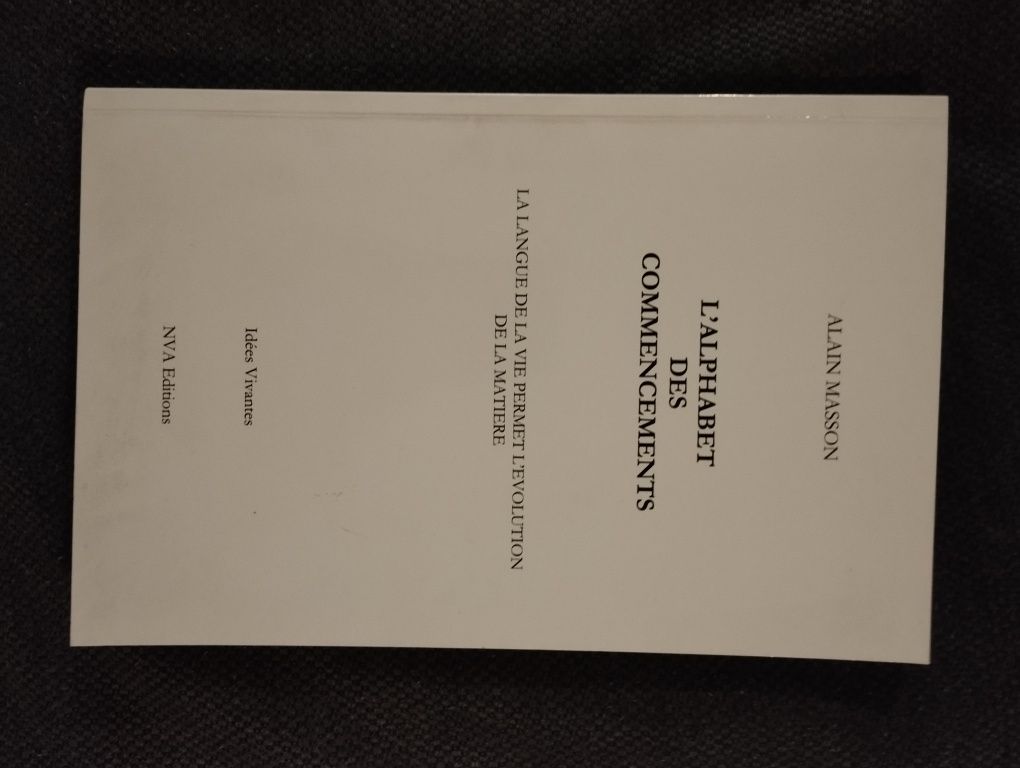 ALAIN MASSON
L'ALPHABET
DES
COMMENCEMENTS
LA LANGUE DE LA VIE PERMET L'EVOLUTION
DE LA MATIERE
Idées Vivantes
NVA Editions